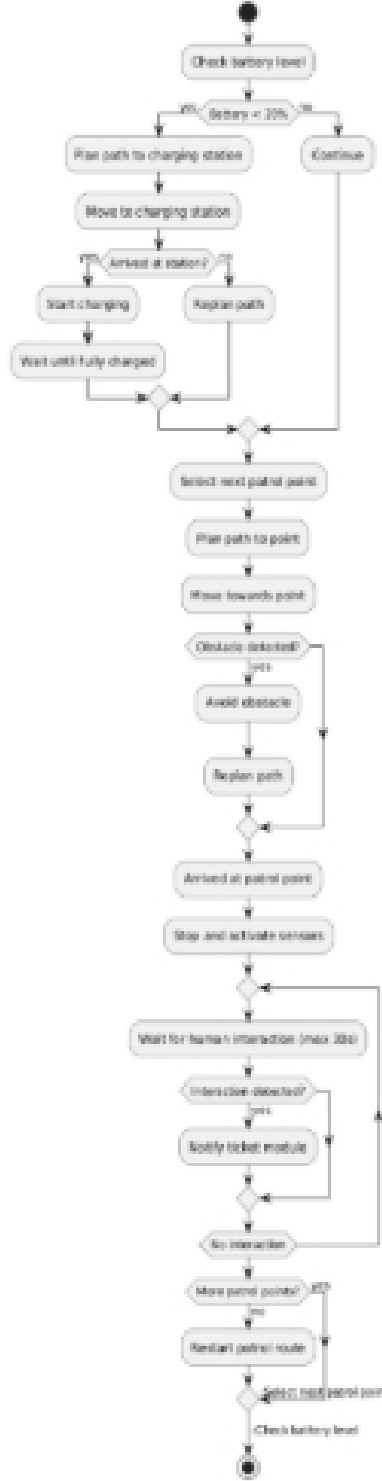 Check battery level
yes
Battery < 20%
no
Plan path to charging station
Continue
Move to charging station
yes
Arrived at station?
no
Start charging
Replan path
Wait until fully charged
Select next patrol point
Plan path to point
Move towards point
Obstacle detected?
yes
Avoid obstacle
Replan path
Arrived at patrol point
Stop and activate sensors
Wait for human interaction (max 30s)
Interaction detected?
yes
Notify ticket module
No interaction
More patrol points?
yes
no
Restart patrol route
Select next patrol point
Check battery level